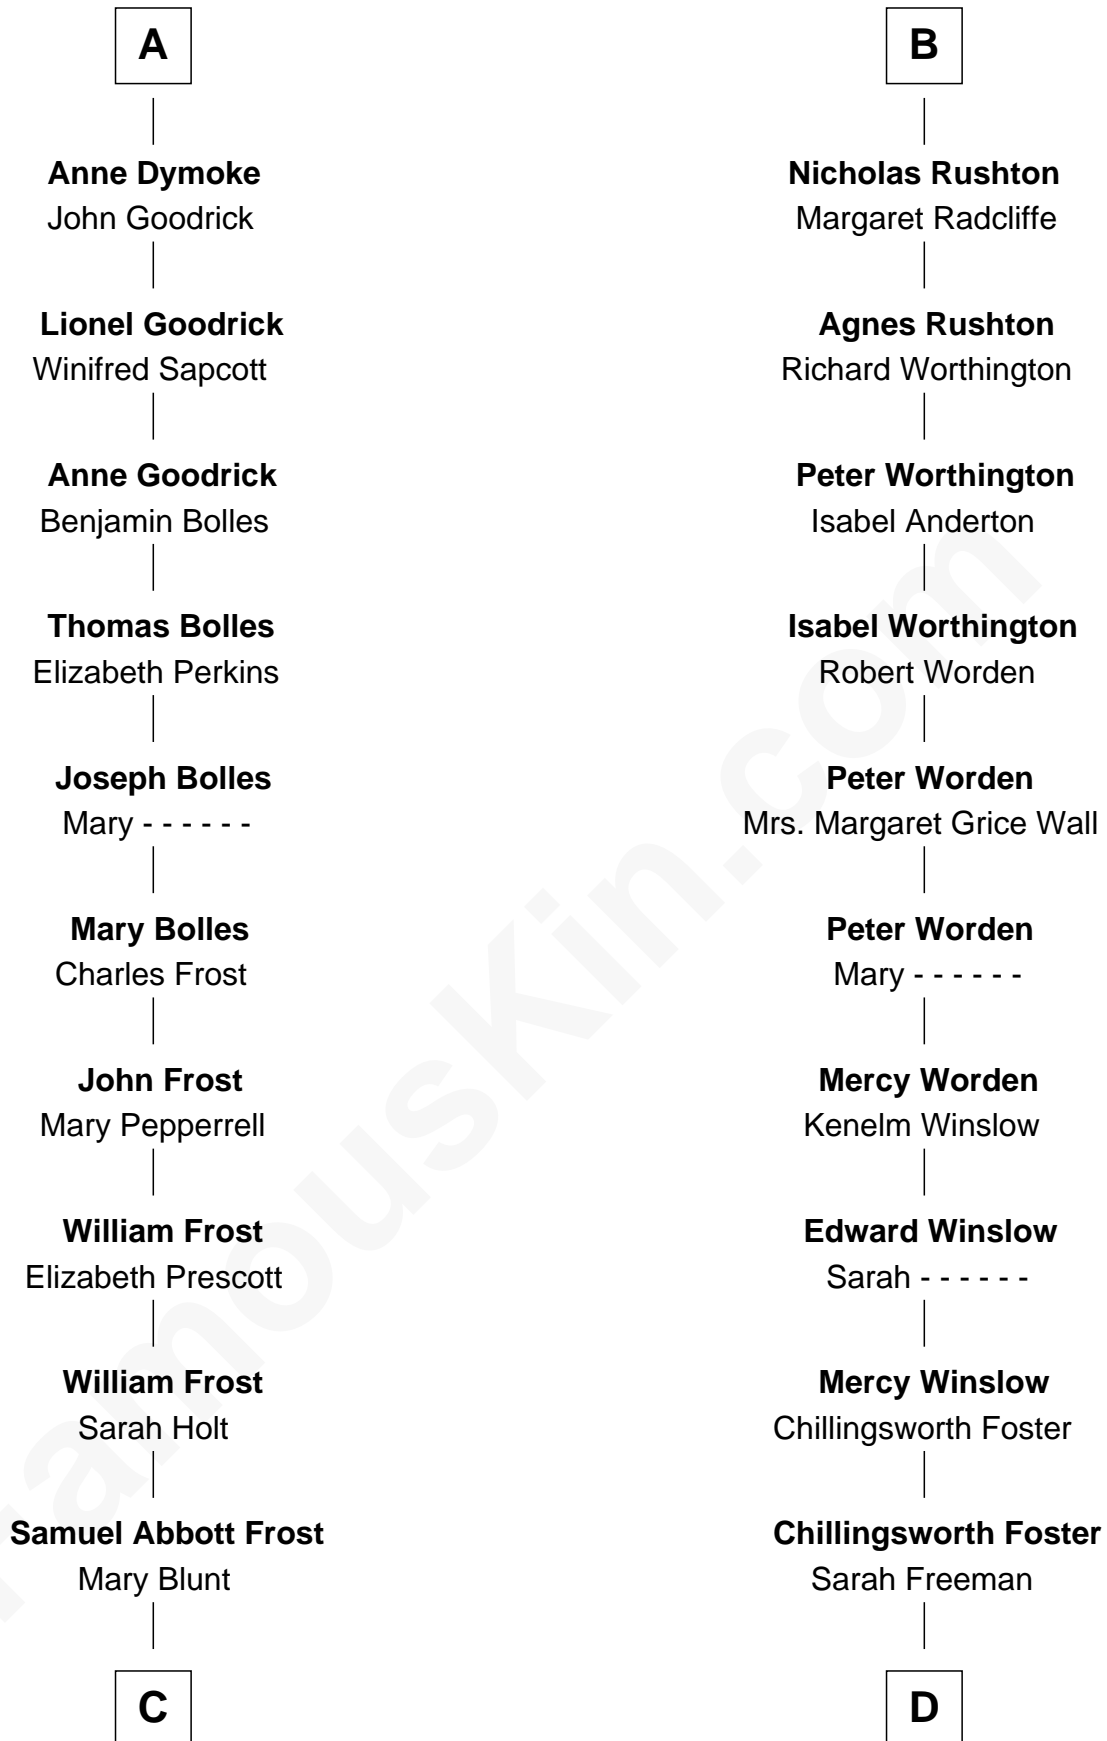 A
Anne Dymoke
John Goodrick
Lionel Goodrick
Winifred Sapcott
Anne Goodrick
Benjamin Bolles
Thomas Bolles
Elizabeth Perkins
Joseph Bolles
Mary - - - - - -
Mary Bolles
Charles Frost
John Frost
Mary Pepperrell
William Frost
Elizabeth Prescott
William Frost
Sarah Holt
Samuel Abbott Frost
Mary Blunt
C
B
Nicholas Rushton
Margaret Radcliffe
Agnes Rushton
Richard Worthington
Peter Worthington
Isabel Anderton
Isabel Worthington
Robert Worden
Peter Worden
Mrs. Margaret Grice Wall
Peter Worden
Mary - - - - - -
Mercy Worden
Kenelm Winslow
Edward Winslow
Sarah - - - - - -
Mercy Winslow
Chillingsworth Foster
Chillingsworth Foster
Sarah Freeman
D
FamousKin.com